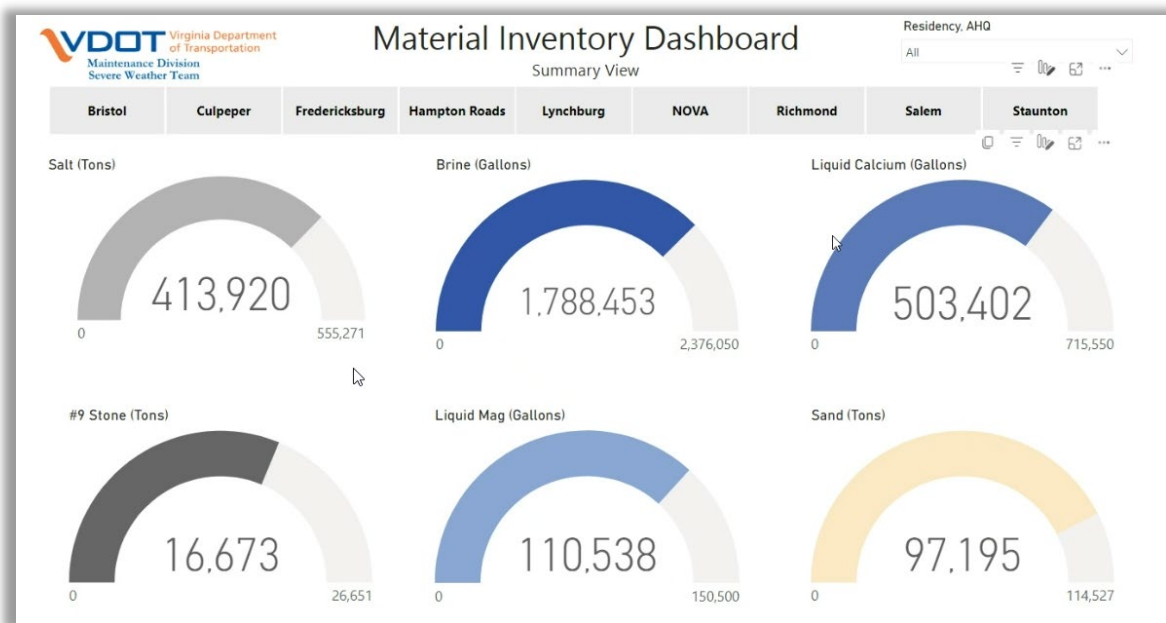 VDOT Virginia Department
of Transportation
Maintenance Division
Severe Weather Team
Material Inventory Dashboard
Summary View
Residency, AHQ
All
Bristol Culpeper Fredericksburg Hampton Roads Lynchburg NOVA Richmond Salem Staunton
Salt (Tons)
413,920
0 555,271
Brine (Gallons)
1,788,453
0 2,376,050
Liquid Calcium (Gallons)
503,402
0 715,550
#9 Stone (Tons)
16,673
0 26,651
Liquid Mag (Gallons)
110,538
0 150,500
Sand (Tons)
97,195
0 114,527